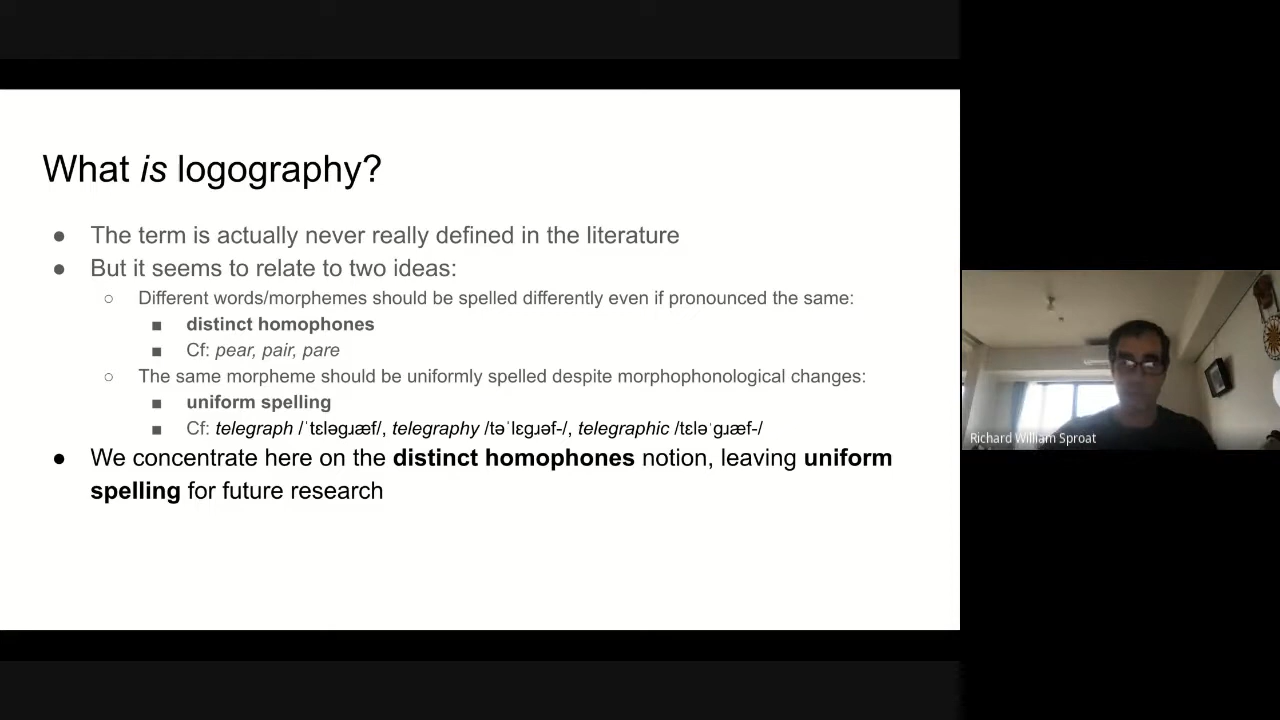 What is logography?
● The term is actually never really defined in the literature
● But it seems to relate to two ideas:
○ Different words/morphemes should be spelled differently even if pronounced the same:
■ distinct homophones
■ Cf: pear, pair, pare
○ The same morpheme should be uniformly spelled despite morphophonological changes:
■ uniform spelling
■ Cf: telegraph /ˈtɛləgɹæf/, telegraphy /təˈlɛgɹəf-/, telegraphic /tɛləˈgɹæf-/
● We concentrate here on the distinct homophones notion, leaving uniform
spelling for future research
Richard William Sproat